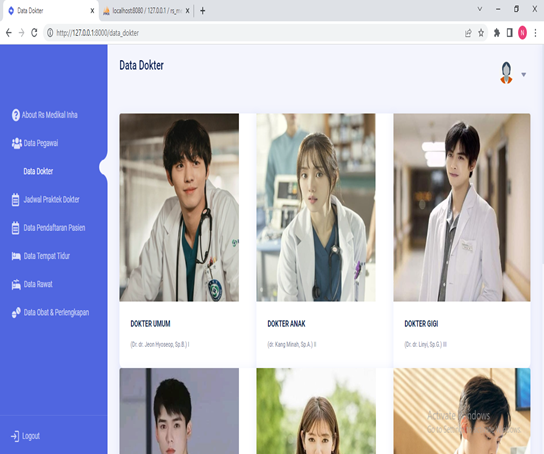 Data Dokter
localhost:8080 / 127.0.0.1 / rs_m
http://127.0.0.1:8000/data_dokter
N
Data Dokter
About Rs Medikal Inha
Data Pegawai
Data Dokter
Jadwal Praktek Dokter
Data Pendaftaran Pasien
Data Tempat Tidur
Data Rawat
Data Obat & Perlengkapan
Logout
DOKTER UMUM
(Dr. dr. Jeon Hyoseop, Sp.B.) I
DOKTER ANAK
(dr. Kang Minah, Sp.A.) II
DOKTER GIGI
(Dr. dr. Linyi, Sp.G.) III
Activate Windows